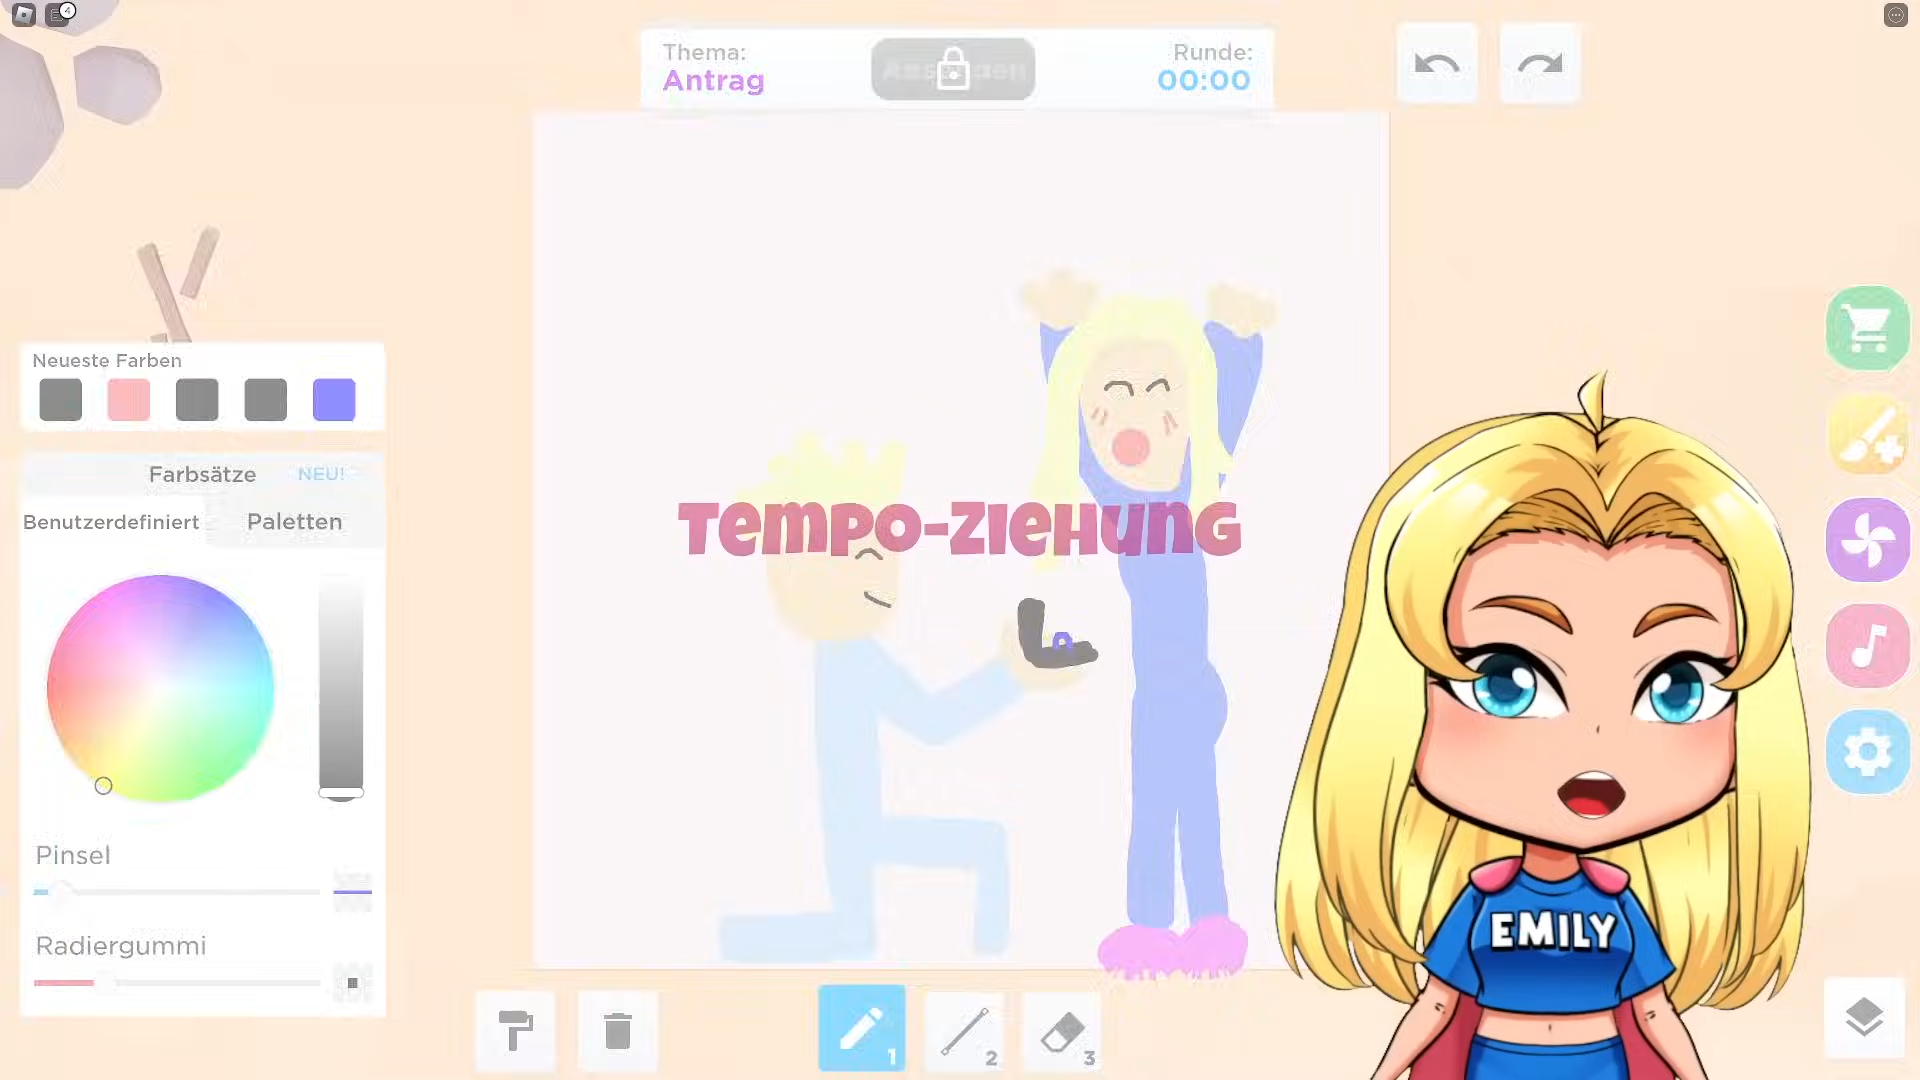 4
Thema:
Antrag
Runde:
00:00
Neueste Farben
Farbsätze NEU!
Benutzerdefiniert Paletten
TEMPO-ZIEHUNG
Pinsel
EMILY
Radiergummi
1
2
3